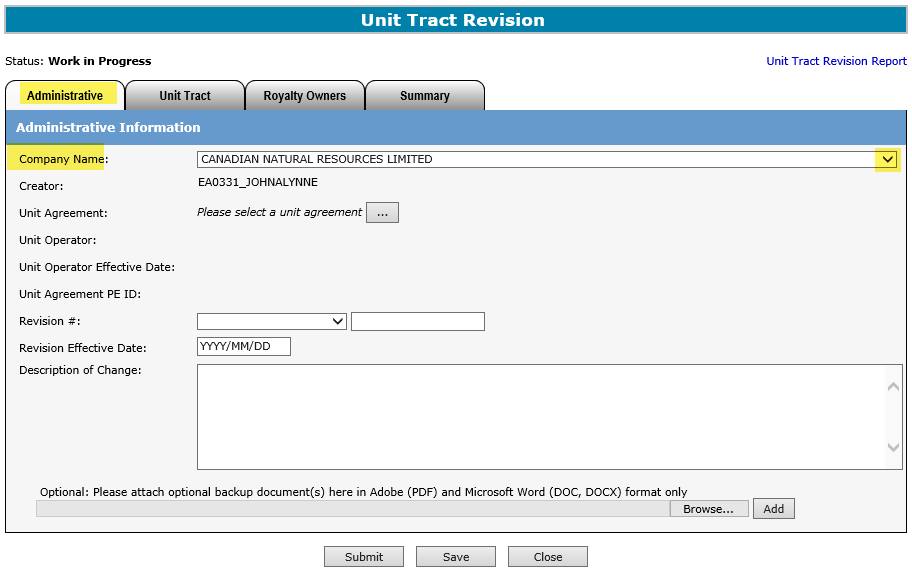 Unit Tract Revision
Status: Work in Progress
Unit Tract Revision Report
Administrative
Unit Tract
Royalty Owners
Summary
Administrative Information
Company Name: CANADIAN NATURAL RESOURCES LIMITED
Creator: EA0331_JOHNALYNNE
Unit Agreement: Please select a unit agreement ...
Unit Operator:
Unit Operator Effective Date:
Unit Agreement PE ID:
Revision #:
Revision Effective Date: YYYY/MM/DD
Description of Change:
Optional: Please attach optional backup document(s) here in Adobe (PDF) and Microsoft Word (DOC, DOCX) format only
Browse... Add
Submit Save Close